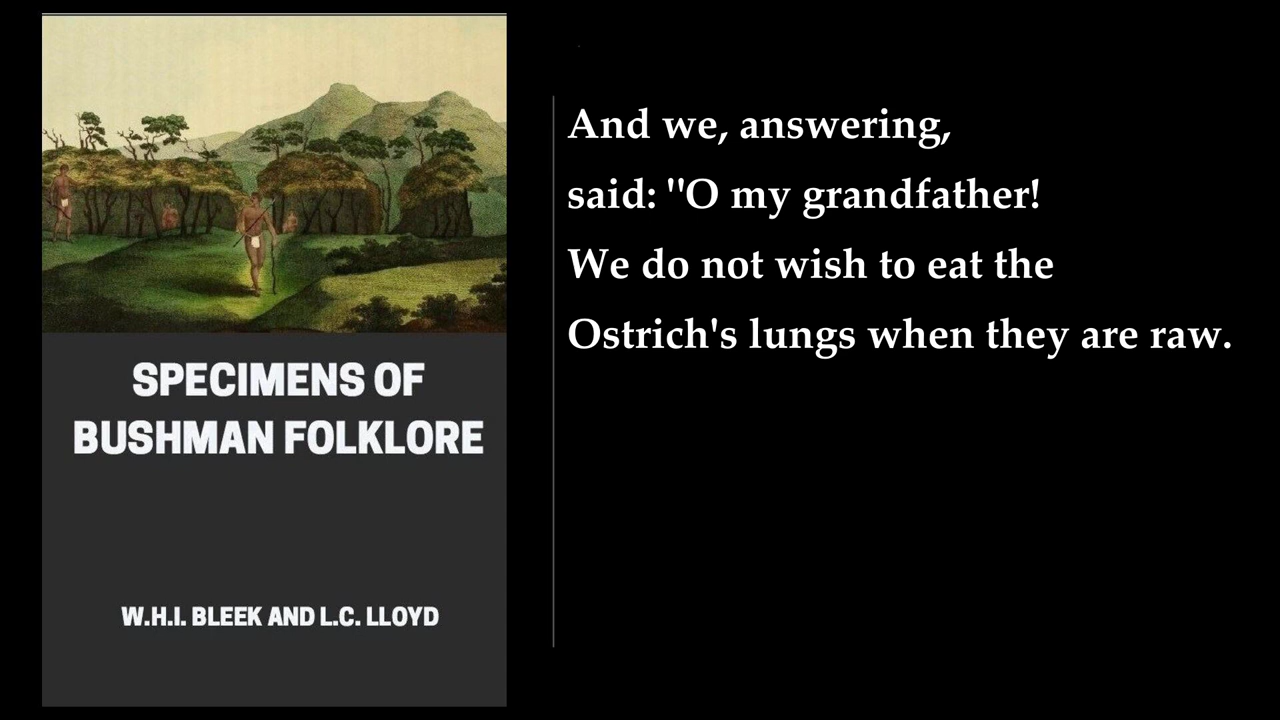 SPECIMENS OF
BUSHMAN FOLKLORE
W.H.I. BLEEK AND L.C. LLOYD
And we, answering,
said: "O my grandfather!
We do not wish to eat the
Ostrich's lungs when they are raw.